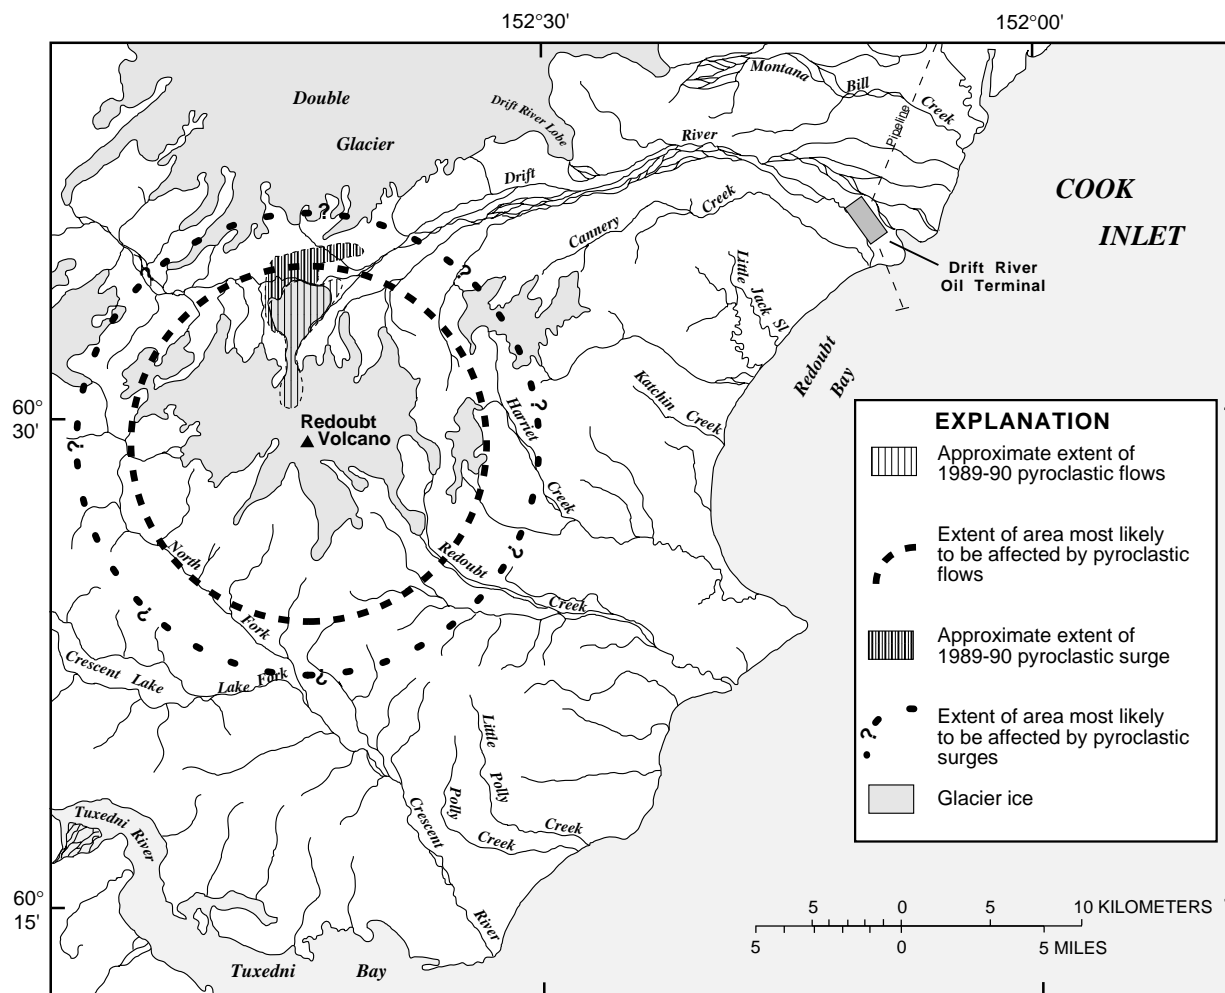 152°30'
152°00'
Double
Glacier
Drift River Lobe
Montana
Bill
Creek
Pipeline
River
Drift
Cannery
Creek
COOK
INLET
Drift River
Oil Terminal
Little
Jack Sl
Redoubt
Bay
Katchin
Creek
Harriet
Creek
60°
30'
Redoubt
Volcano
North
Fork
Redoubt
Creek
Crescent Lake
Lake Fork
Little
Polly
Creek
Polly
Creek
Crescent
River
Tuxedni River
Tuxedni Bay
60°
15'
?
?
?
?
?
?
?
?
?
EXPLANATION
Approximate extent of
1989-90 pyroclastic flows
Extent of area most likely
to be affected by pyroclastic
flows
Approximate extent of
1989-90 pyroclastic surge
?
Extent of area most likely
to be affected by pyroclastic
surges
Glacier ice
5 0 5 10 KILOMETERS
5 0 5 MILES